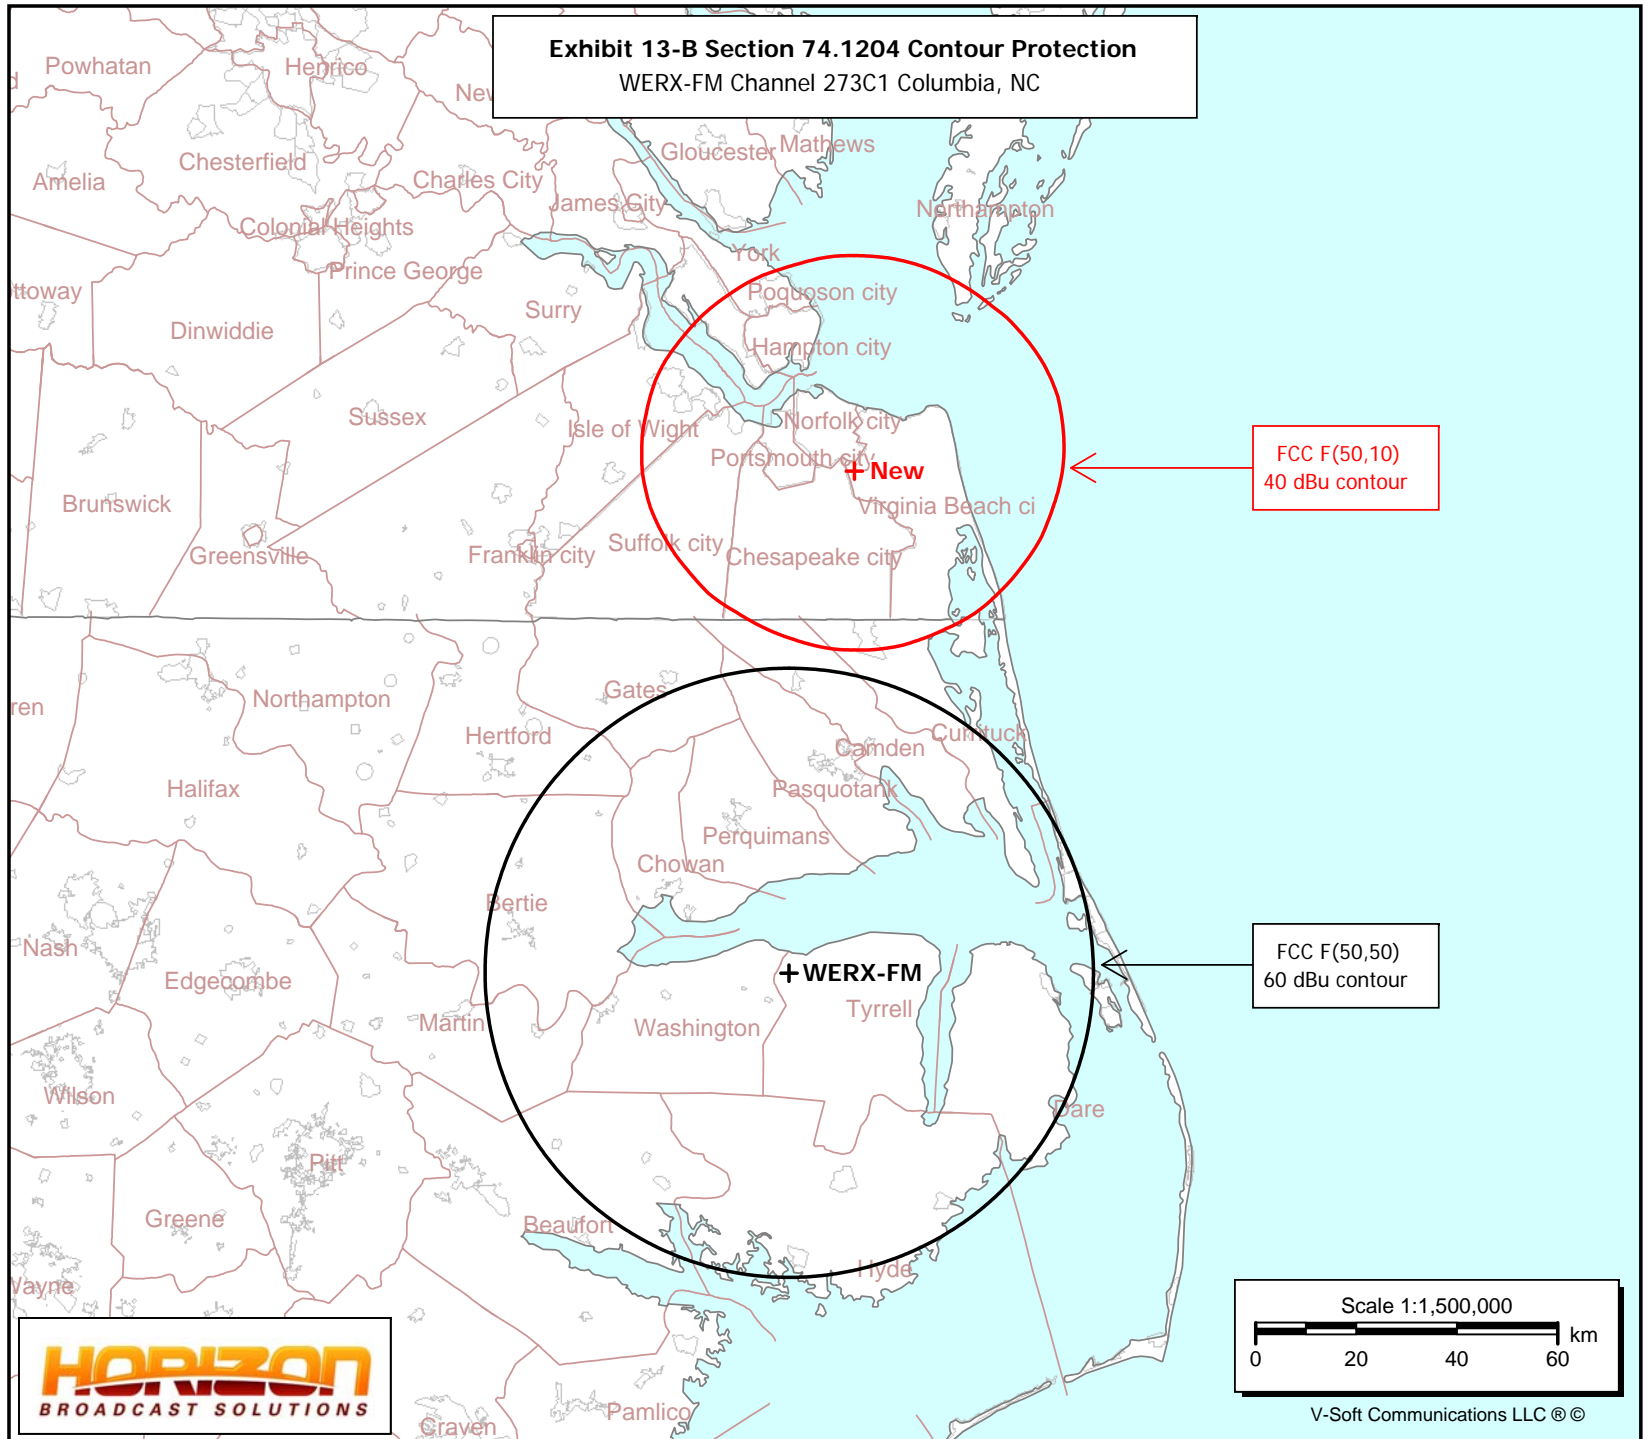 Exhibit 13-B Section 74.1204 Contour Protection
WERX-FM Channel 273C1 Columbia, NC
Powhatan
Henrico
Gloucester
Mathews
Chesterfield
Amelia
Charles City
James City
Northampton
Colonial Heights
York
Prince George
Poquoson city
Surry
Dinwiddie
Hampton city
Sussex
Isle of Wight
Norfolk city
Portsmouth city
New
FCC F(50,10)
40 dBu contour
Brunswick
Virginia Beach ci
Greensville
Franklin city
Suffolk city
Chesapeake city
Northampton
Gates
Hertford
Camden
Currituck
Halifax
Pasquotank
Perquimans
Chowan
Bertie
Nash
Edgecombe
WERX-FM
FCC F(50,50)
60 dBu contour
Martin
Washington
Tyrrell
Wilson
Dare
Pitt
Greene
Beaufort
Hyde
Wayne
Scale 1:1,500,000
km
0 20 40 60
HORIZON
BROADCAST SOLUTIONS
Craven
Pamlico
V-Soft Communications LLC ® ©